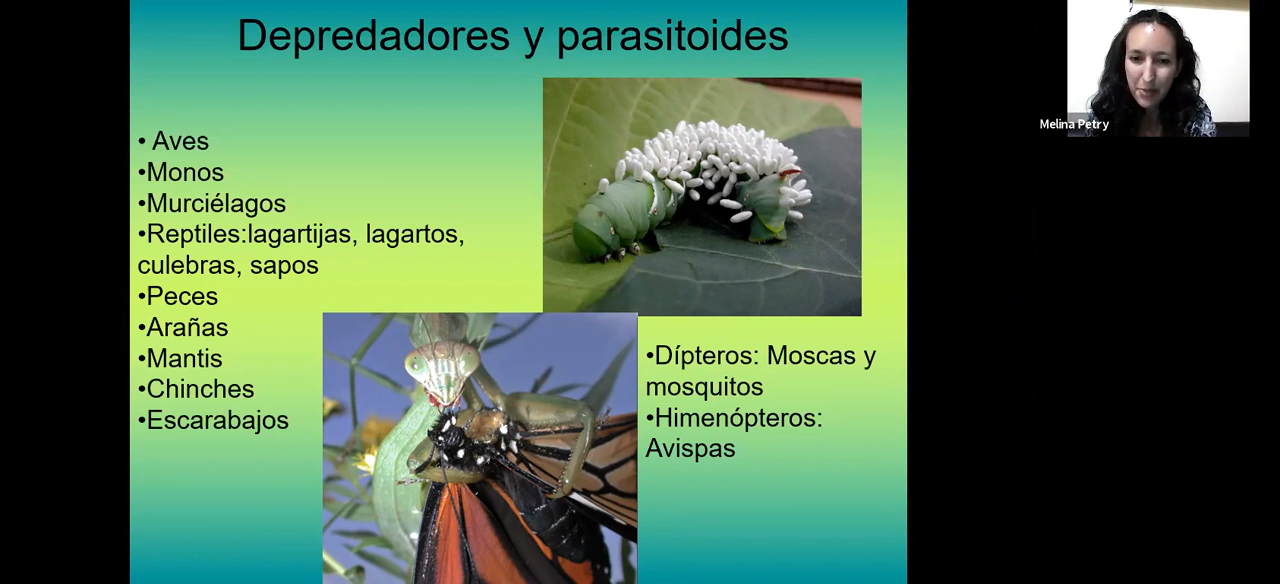 Depredadores y parasitoides
• Aves
•Monos
•Murciélagos
•Reptiles:lagartijas, lagartos,
culebras, sapos
•Peces
•Arañas
•Mantis
•Chinches
•Escarabajos
•Dípteros: Moscas y
mosquitos
•Himenópteros:
Avispas
Melina Petry